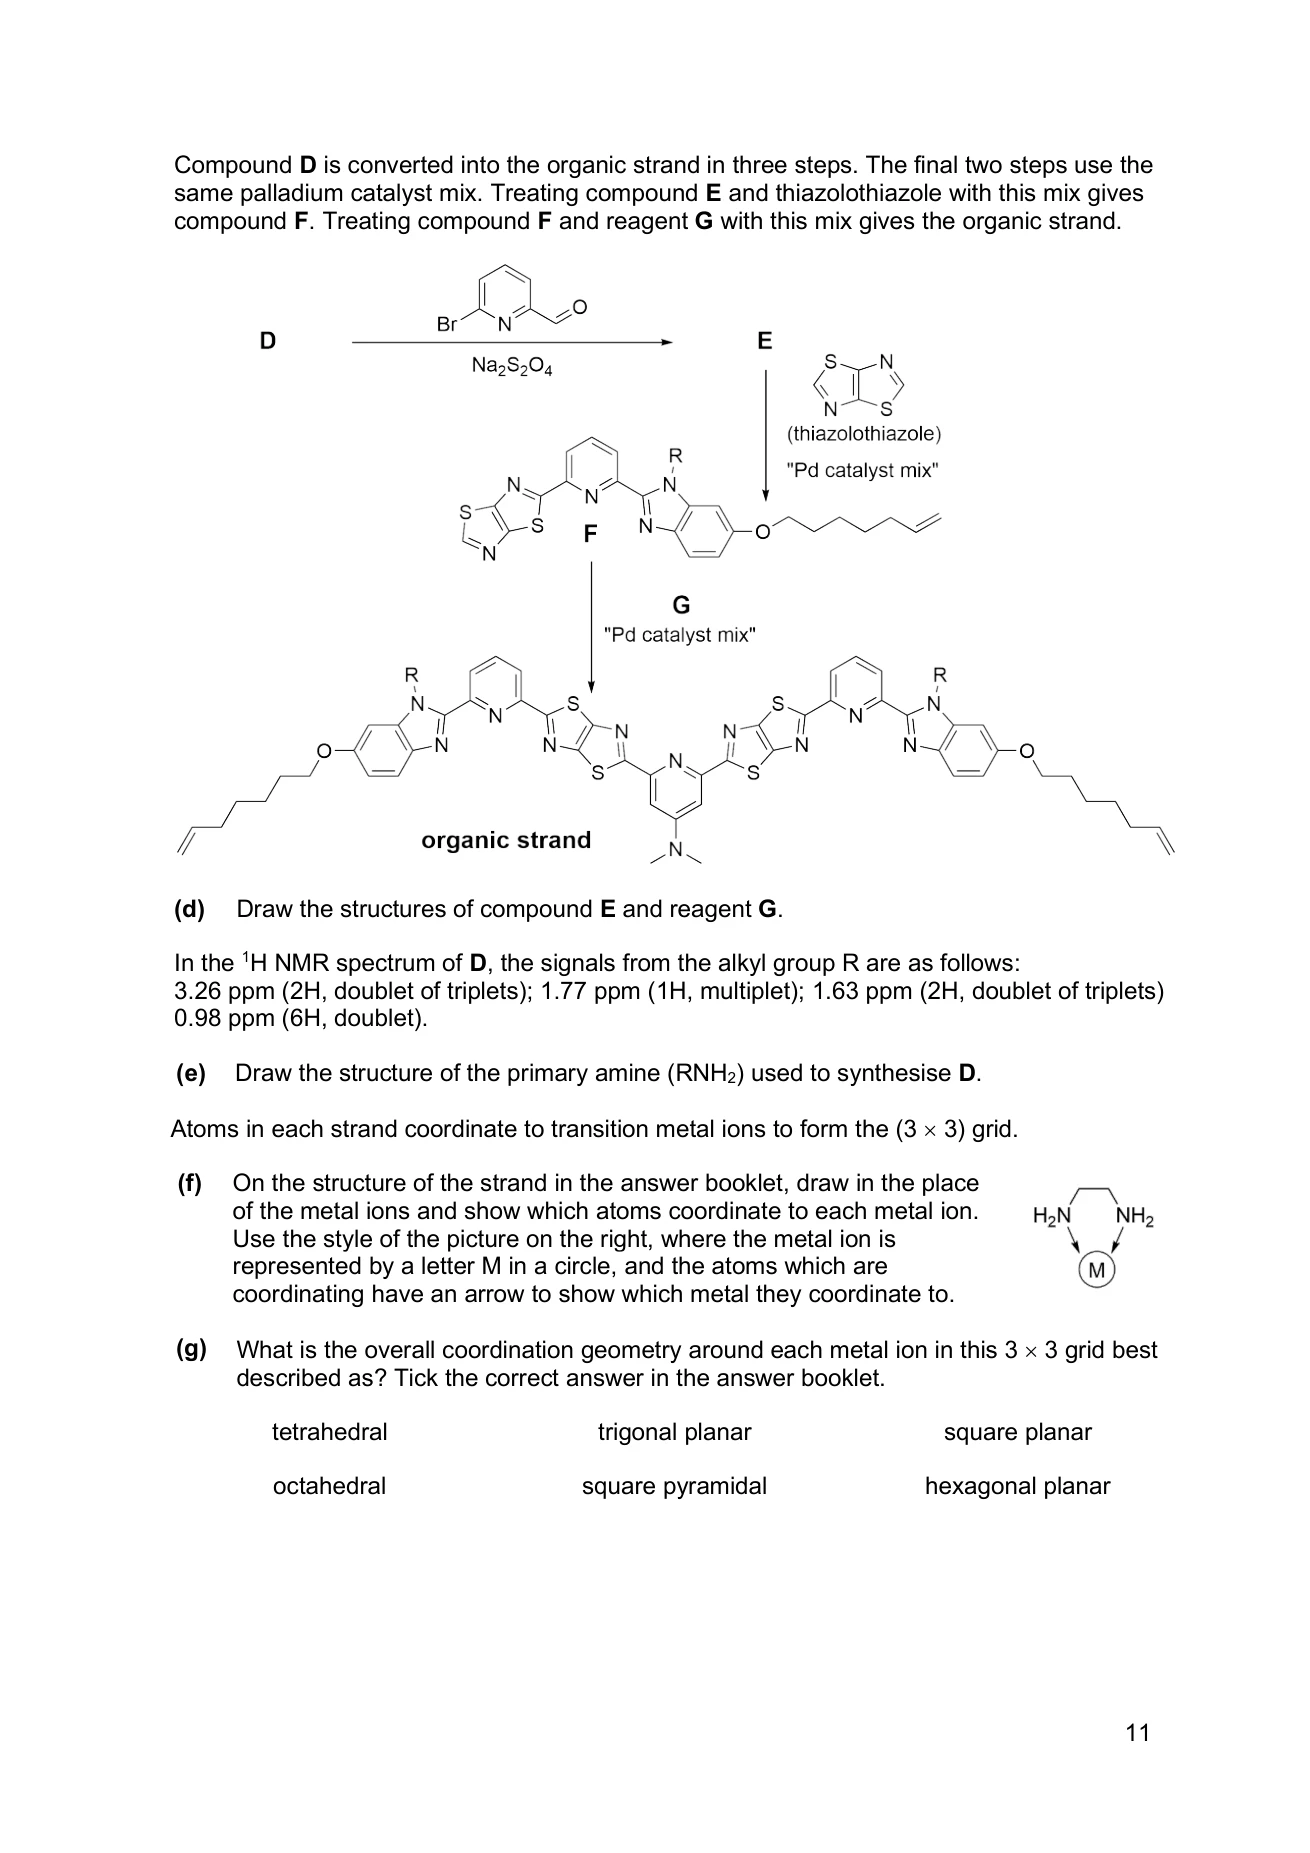 Compound D is converted into the organic strand in three steps. The final two steps use the
same palladium catalyst mix. Treating compound E and thiazolothiazole with this mix gives
compound F. Treating compound F and reagent G with this mix gives the organic strand.
Br N O
D
Na₂S₂O₄
E
S N
N S
(thiazolothiazole)
"Pd catalyst mix"
R
N N N
S S N O
N F
G
"Pd catalyst mix"
R R
N N S S N N
O N N N N N N O
S N S
N
organic strand
(d) Draw the structures of compound E and reagent G.
In the ¹H NMR spectrum of D, the signals from the alkyl group R are as follows:
3.26 ppm (2H, doublet of triplets); 1.77 ppm (1H, multiplet); 1.63 ppm (2H, doublet of triplets)
0.98 ppm (6H, doublet).
(e) Draw the structure of the primary amine (RNH₂) used to synthesise D.
Atoms in each strand coordinate to transition metal ions to form the (3 × 3) grid.
(f) On the structure of the strand in the answer booklet, draw in the place
of the metal ions and show which atoms coordinate to each metal ion.
Use the style of the picture on the right, where the metal ion is
represented by a letter M in a circle, and the atoms which are
coordinating have an arrow to show which metal they coordinate to.
H₂N NH₂
M
(g) What is the overall coordination geometry around each metal ion in this 3 × 3 grid best
described as? Tick the correct answer in the answer booklet.
tetrahedral trigonal planar square planar
octahedral square pyramidal hexagonal planar
11